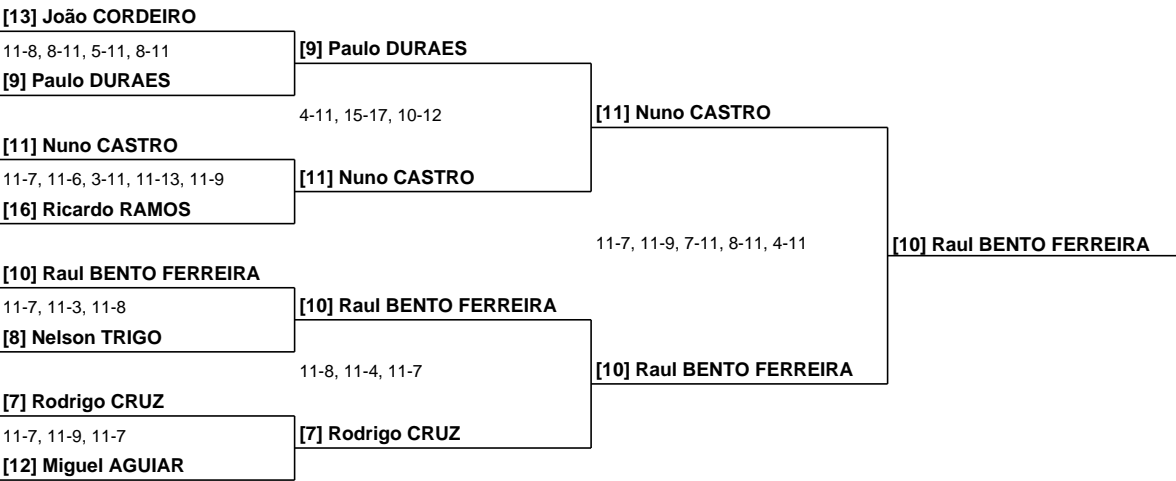 [13] João CORDEIRO
11-8, 8-11, 5-11, 8-11
[9] Paulo DURAES
[9] Paulo DURAES
4-11, 15-17, 10-12
[11] Nuno CASTRO
[11] Nuno CASTRO
11-7, 11-6, 3-11, 11-13, 11-9
[11] Nuno CASTRO
[16] Ricardo RAMOS
11-7, 11-9, 7-11, 8-11, 4-11
[10] Raul BENTO FERREIRA
[10] Raul BENTO FERREIRA
11-7, 11-3, 11-8
[10] Raul BENTO FERREIRA
[8] Nelson TRIGO
11-8, 11-4, 11-7
[10] Raul BENTO FERREIRA
[7] Rodrigo CRUZ
11-7, 11-9, 11-7
[7] Rodrigo CRUZ
[12] Miguel AGUIAR